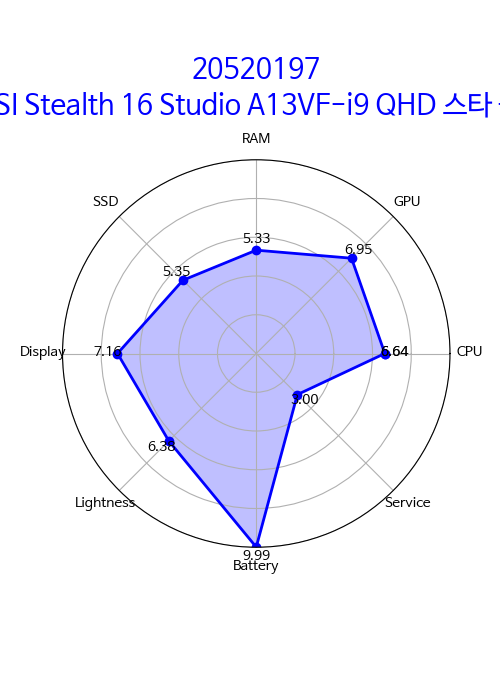 20520197
SI Stealth 16 Studio A13VF-i9 QHD 스타
RAM
SSD
GPU
5.33
6.95
5.35
Display
7.16
6.64
CPU
3.00
6.38
Lightness
Service
9.99
Battery